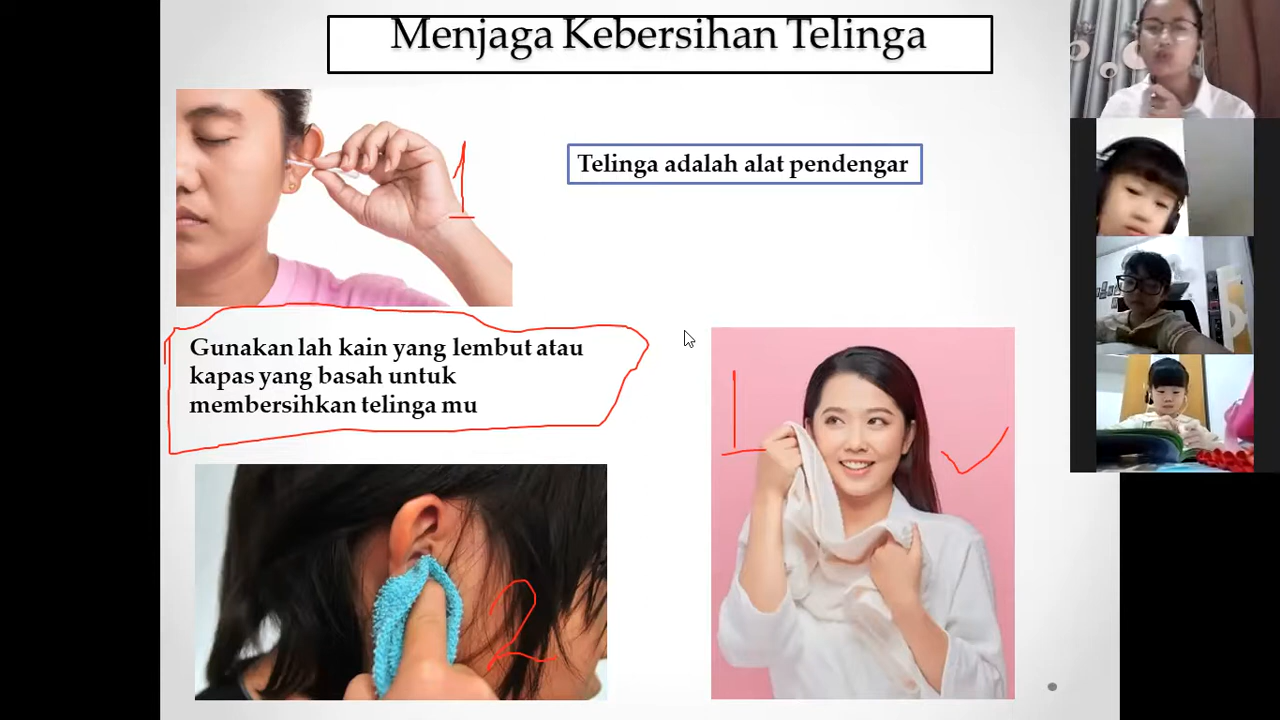 Menjaga Kebersihan Telinga
1
Telinga adalah alat pendengar
Gunakan lah kain yang lembut atau
kapas yang basah untuk
membersihkan telinga mu
1
2